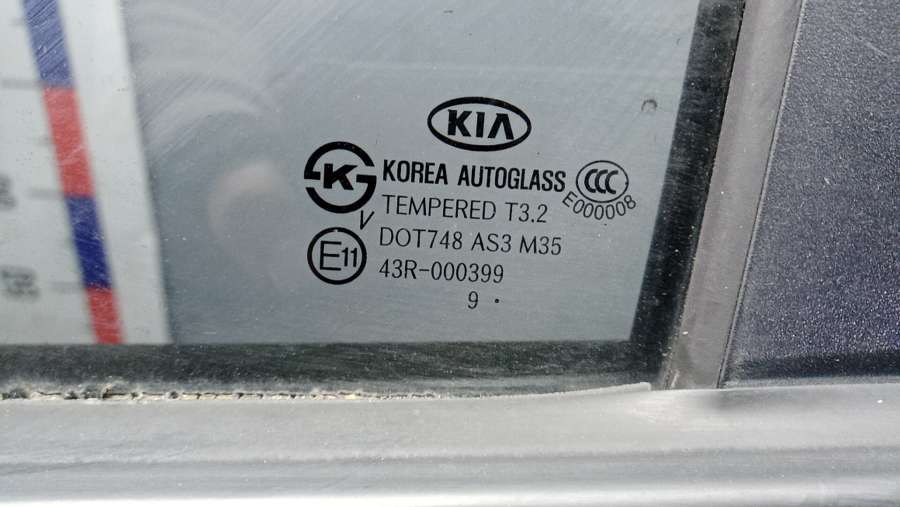 KIA
K KOREA AUTOGLASS CCC
E000008
TEMPERED T3.2
V
DOT748 AS3 M35
E11
43R-000399
9 .